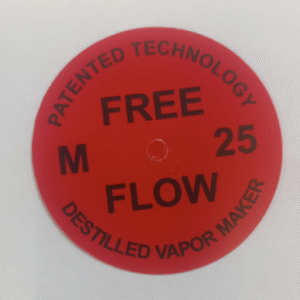 PATENTED TECHNOLOGY
FREE
M 25
FLOW
DESTILLED VAPOR MAKER